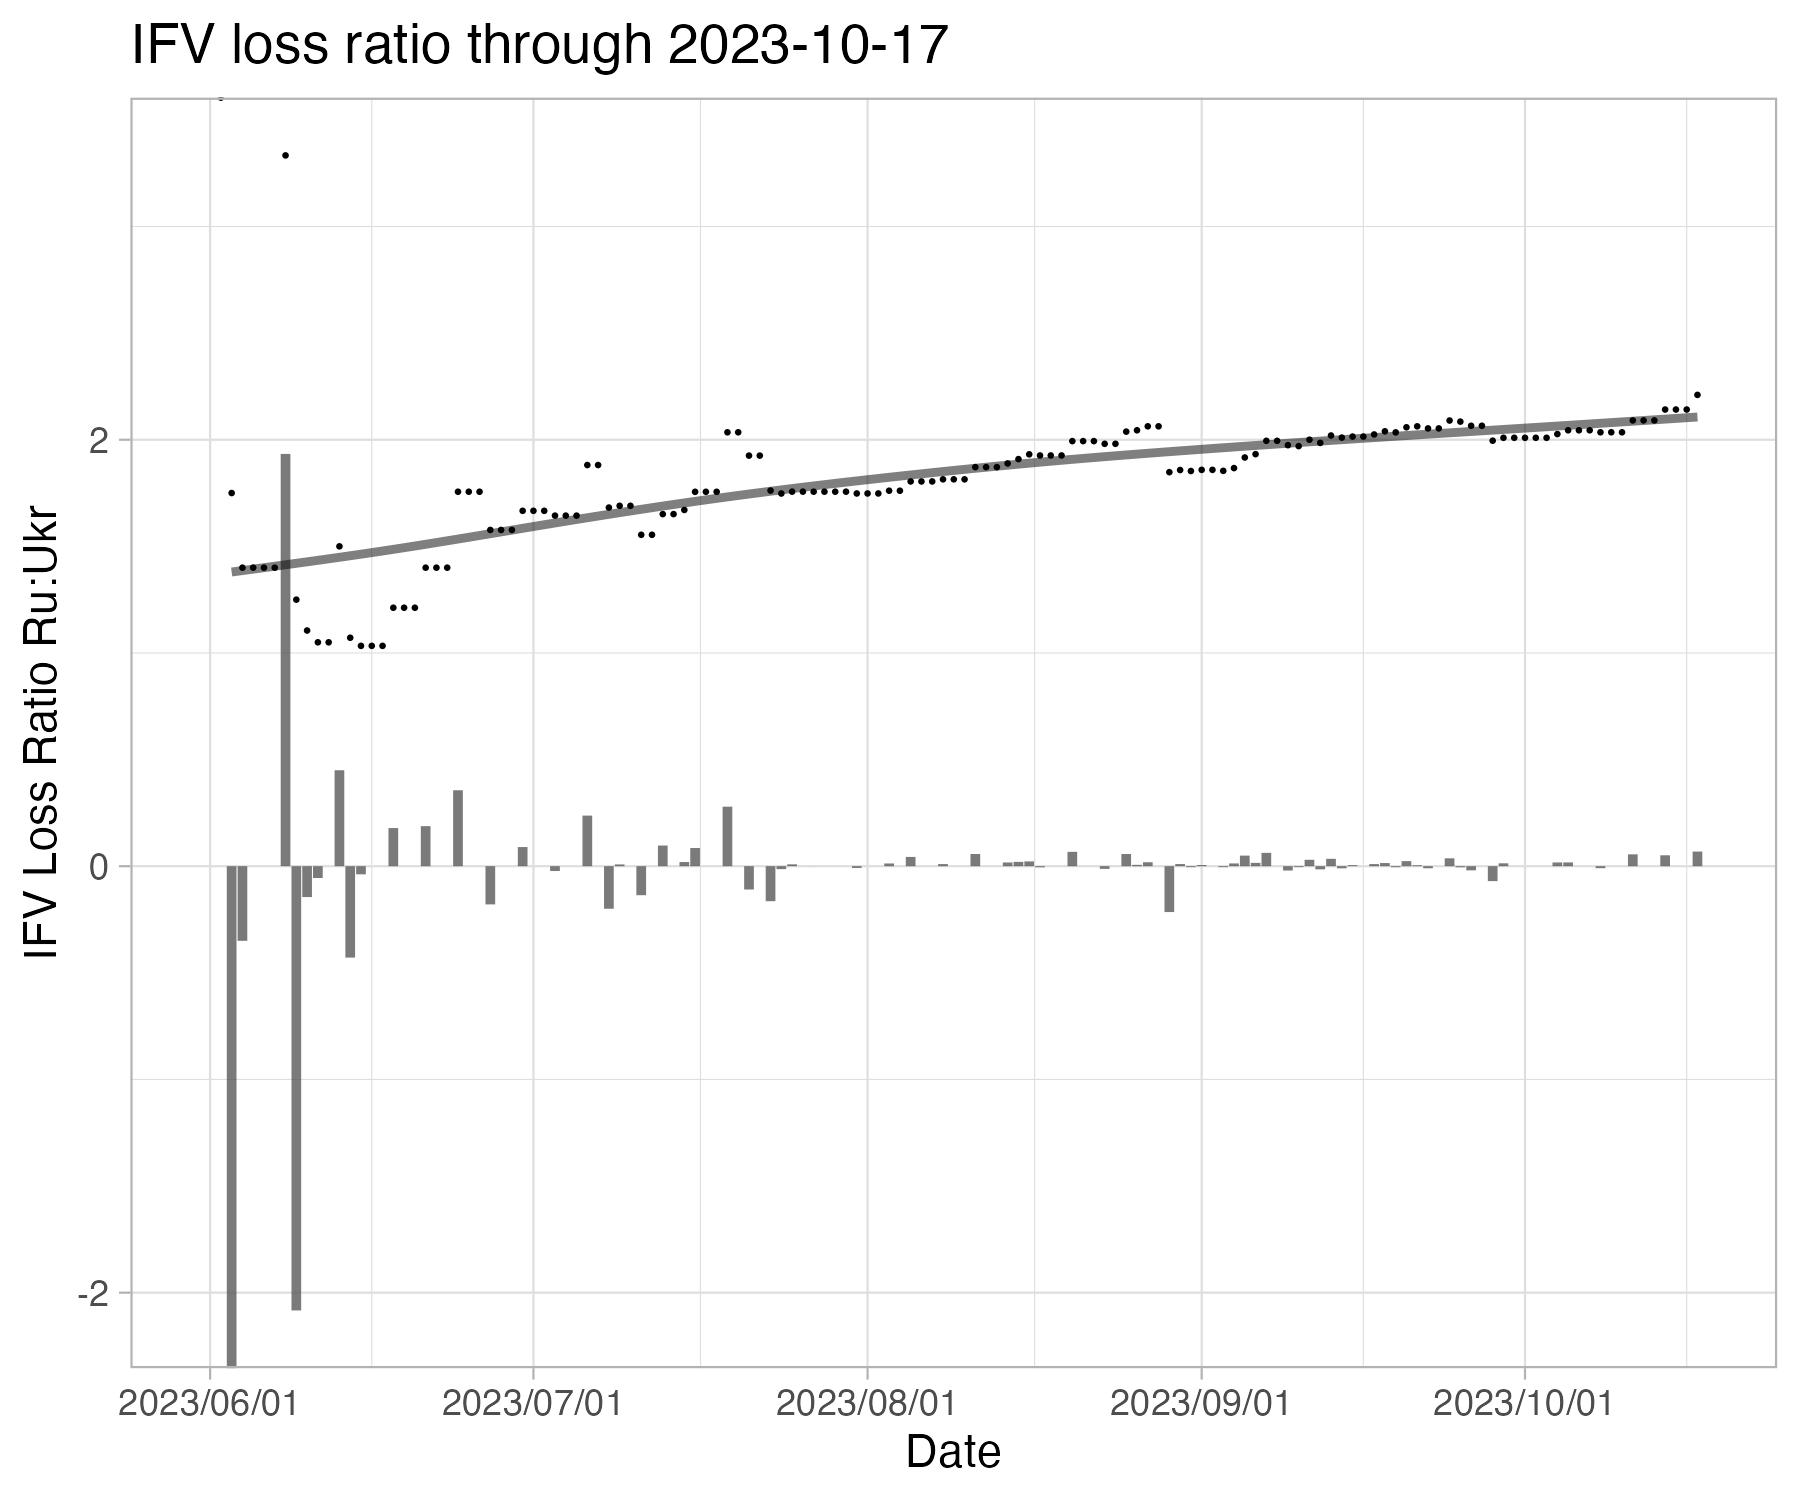 IFV loss ratio through 2023-10-17
IFV Loss Ratio Ru:Ukr
2
0
-2
2023/06/01 2023/07/01 2023/08/01 2023/09/01 2023/10/01
Date